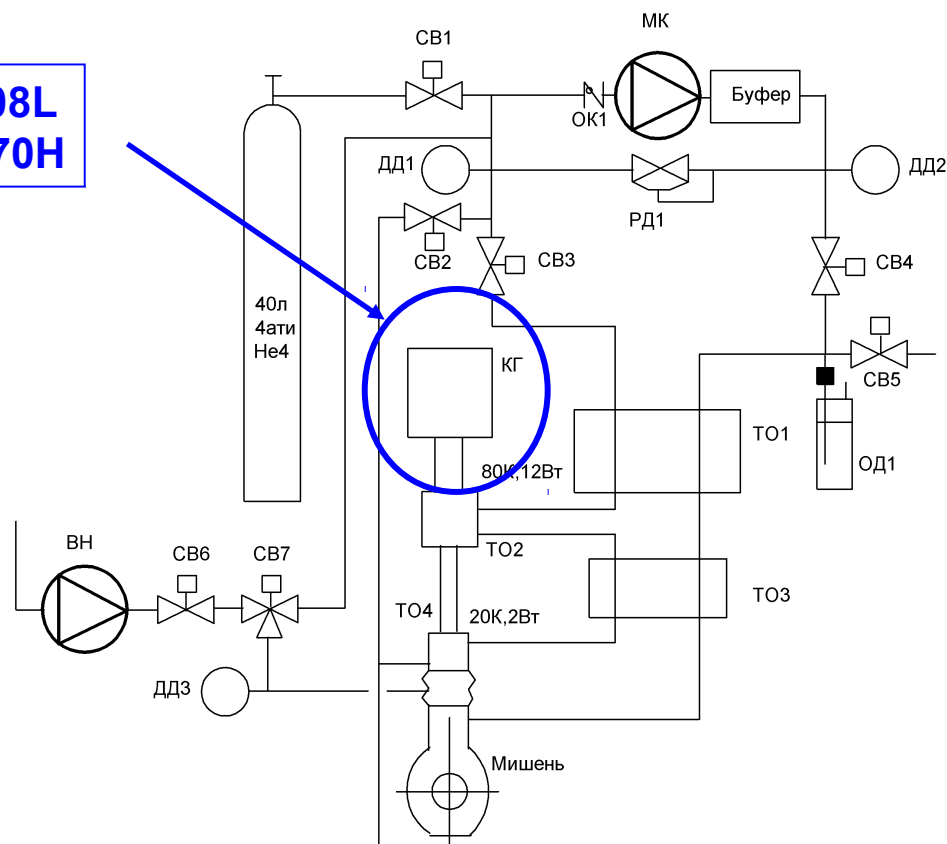 МК
СВ1
08L
70H
Буфер
ОК1
ДД1
ДД2
РД1
СВ2
СВ3
СВ4
40л
4ати
Не4
КГ
СВ5
ТО1
80К,12Вт
ОД1
ВН
СВ6
СВ7
ТО2
ТО3
ТО4
20К,2Вт
ДД3
Мишень